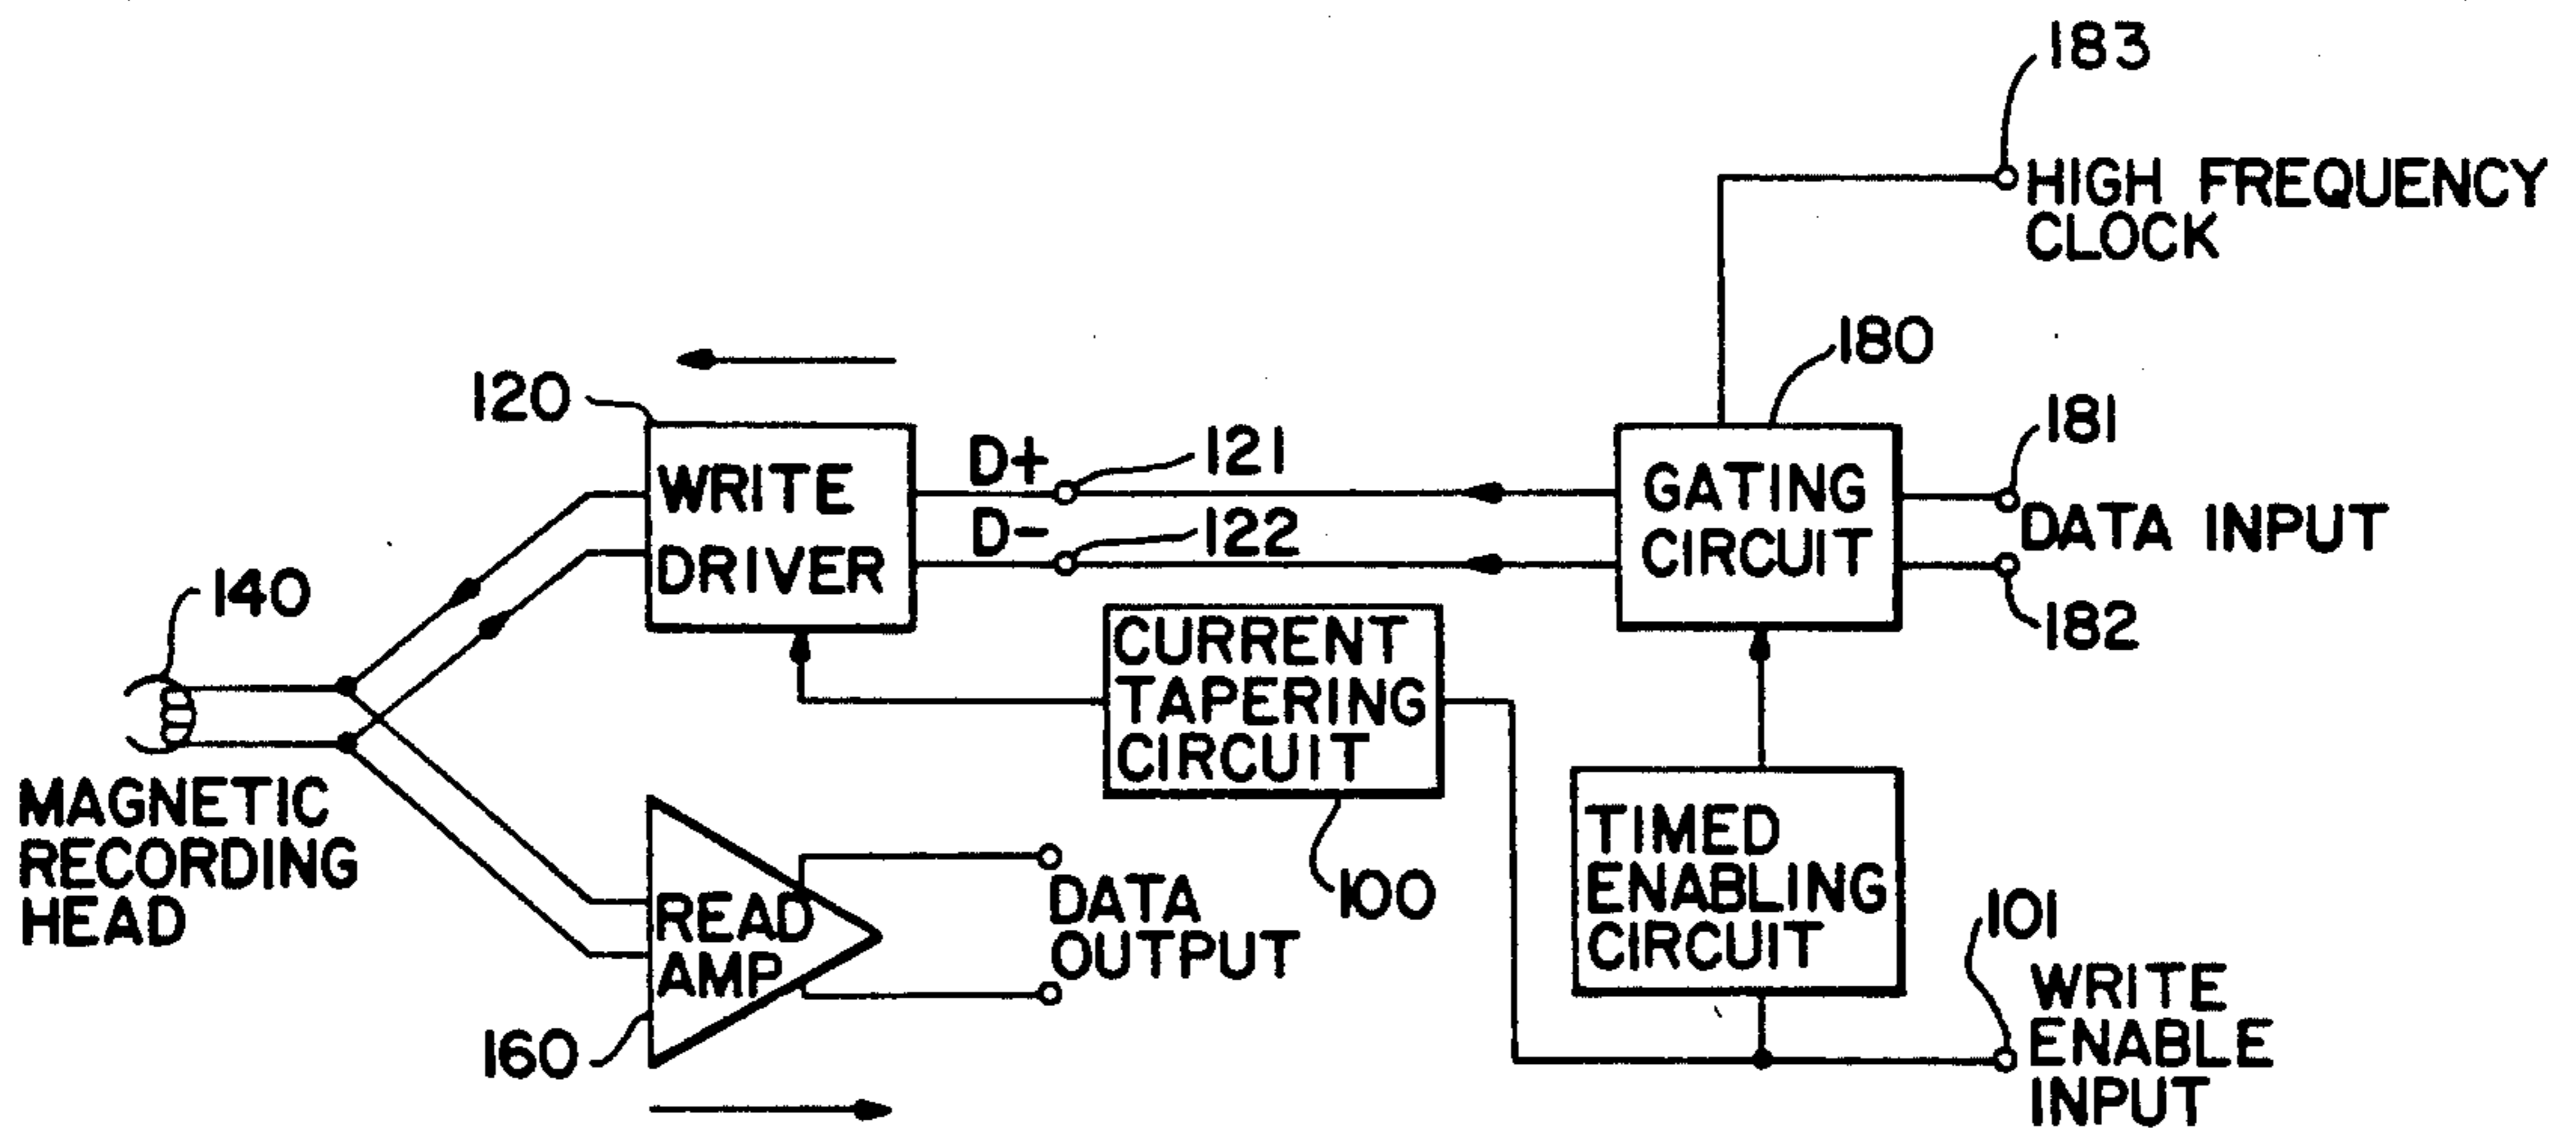 183
HIGH FREQUENCY
CLOCK
180
120
181
D+
121
WRITE
DRIVER
GATING
CIRCUIT
DATA INPUT
D-
122
140
182
CURRENT
TAPERING
CIRCUIT
MAGNETIC
RECORDING
HEAD
TIMED
ENABLING
CIRCUIT
READ
AMP
DATA
OUTPUT
100
101
WRITE
ENABLE
INPUT
160